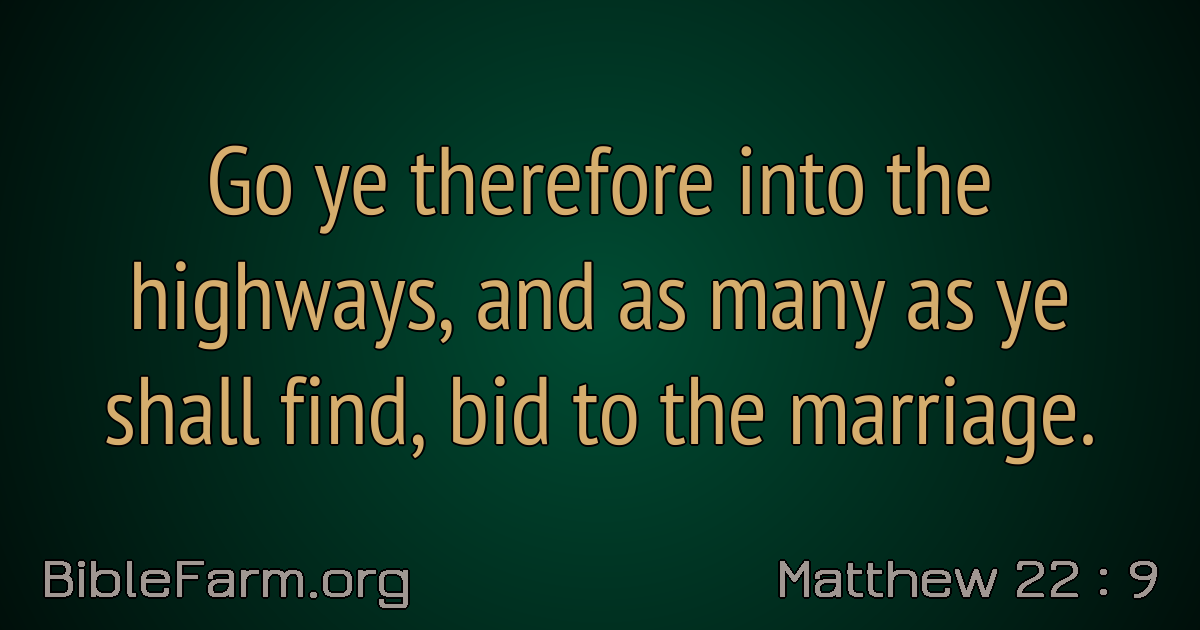 Go ye therefore into the
highways, and as many as ye
shall find, bid to the marriage.
BibleFarm.org
Matthew 22 : 9